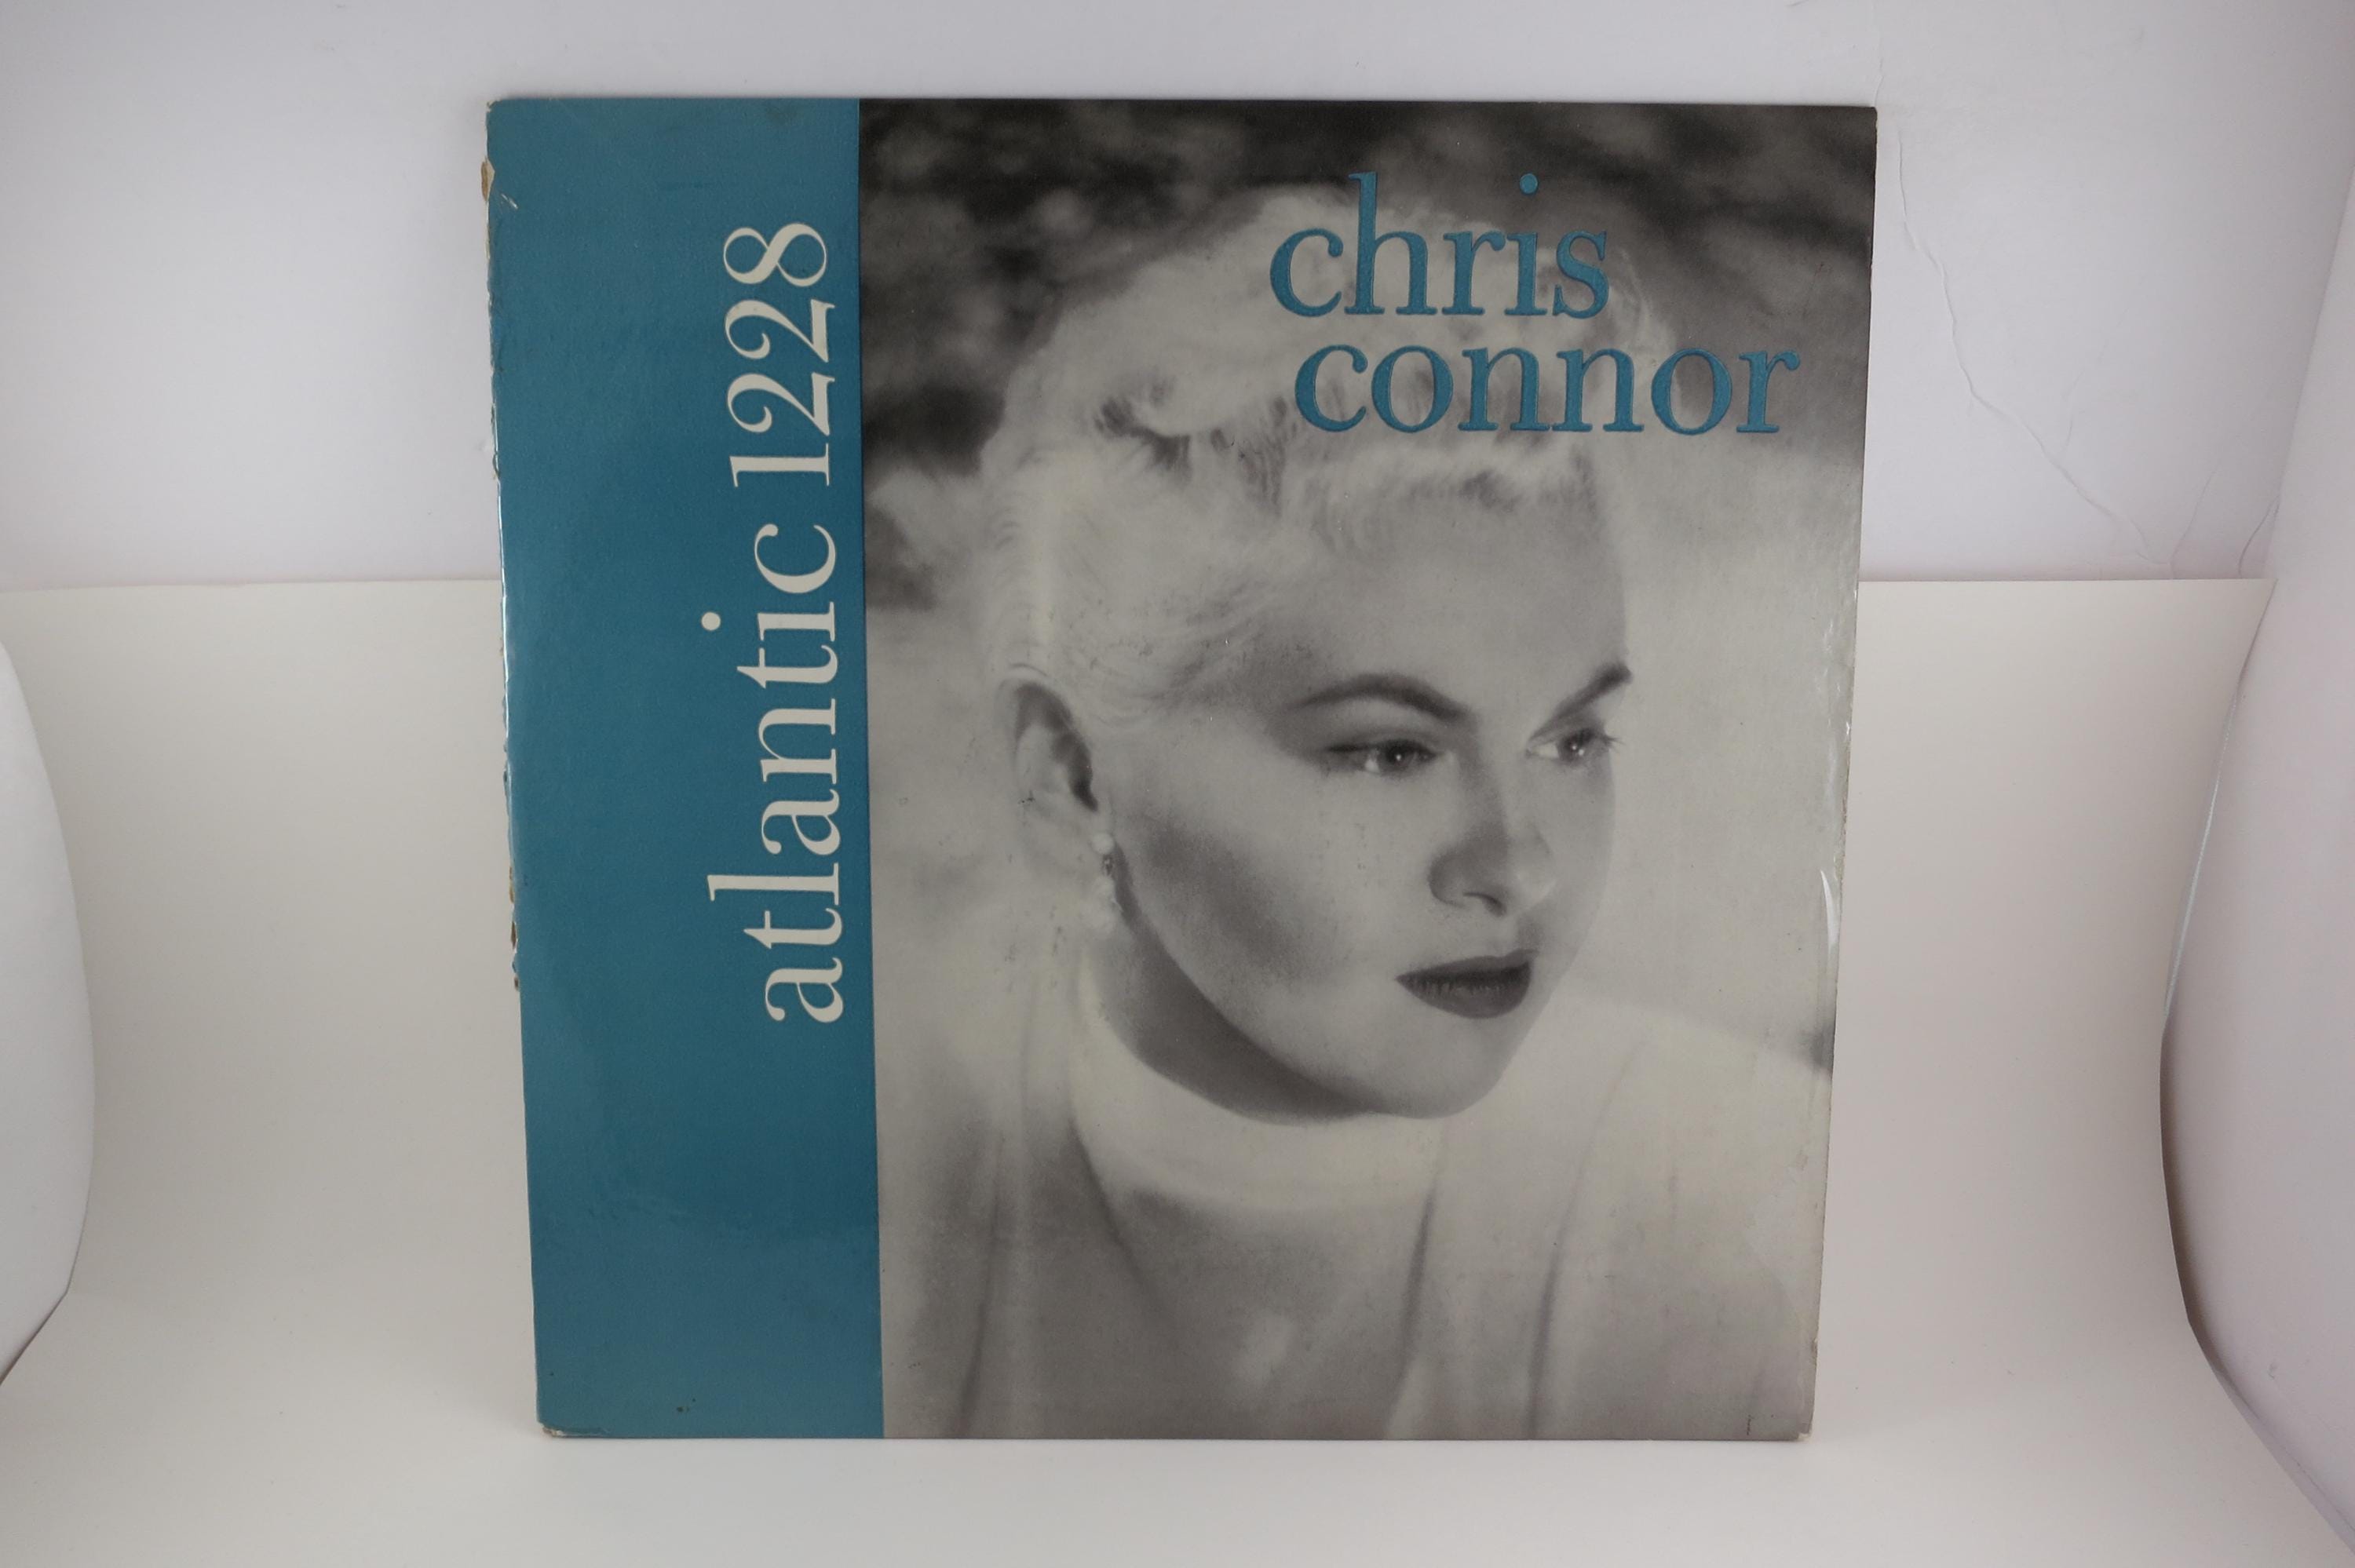 atlantic 1228
chris
connor